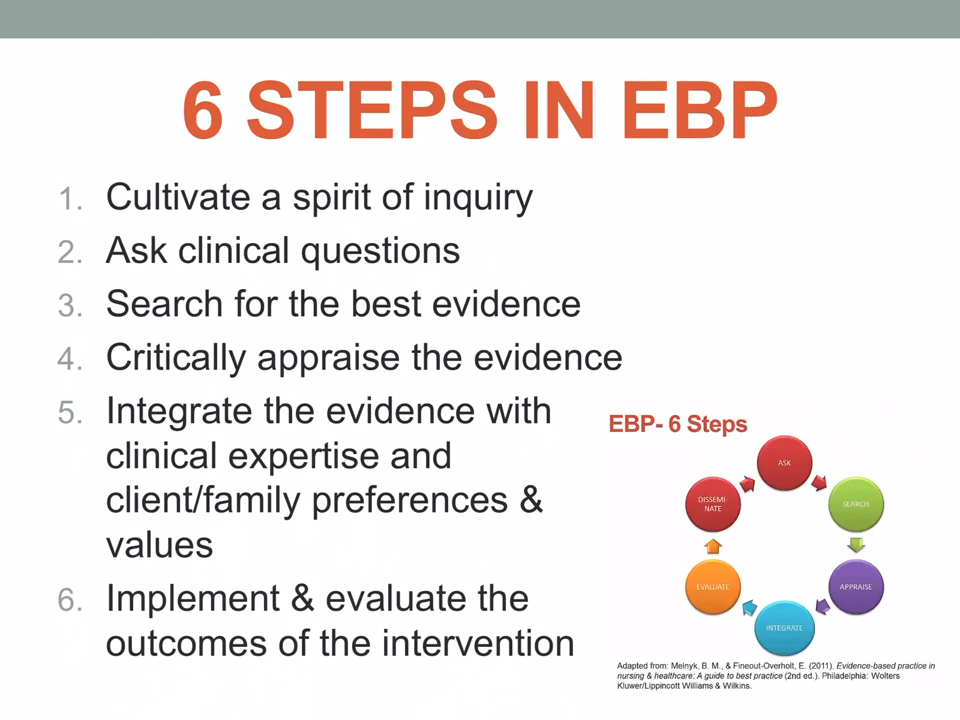 6 STEPS IN EBP
1. Cultivate a spirit of inquiry
2. Ask clinical questions
3. Search for the best evidence
4. Critically appraise the evidence
5. Integrate the evidence with
clinical expertise and
client/family preferences &
values
6. Implement & evaluate the
outcomes of the intervention
EBP- 6 Steps
ASK
SEARCH
APPRAISE
INTEGRATE
EVALUATE
DISSEMI-
NATE
Adapted from: Melnyk, B. M., & Fineout-Overholt, E. (2011). Evidence-based practice in
nursing & healthcare: A guide to best practice (2nd ed.). Philadelphia: Wolters
Kluwer/Lippincott Williams & Wilkins.